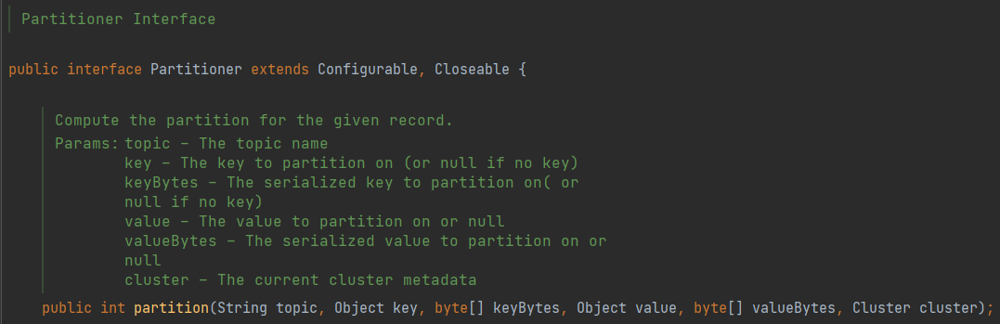 Partitioner Interface
public interface Partitioner extends Configurable, Closeable {
Compute the partition for the given record.
Params: topic – The topic name
key – The key to partition on (or null if no key)
keyBytes – The serialized key to partition on( or
null if no key)
value – The value to partition on or null
valueBytes – The serialized value to partition on or
null
cluster – The current cluster metadata
public int partition(String topic, Object key, byte[] keyBytes, Object value, byte[] valueBytes, Cluster cluster);